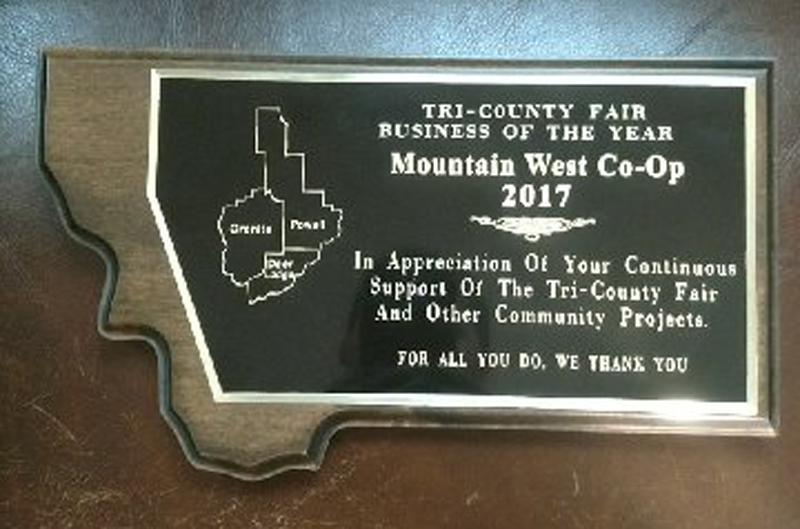 TRI-COUNTY FAIR
BUSINESS OF THE YEAR
Mountain West Co-Op
2017
Granite
Powell
Deer
Lodge
In Appreciation Of Your Continuous
Support Of The Tri-County Fair
And Other Community Projects.
FOR ALL YOU DO, WE THANK YOU